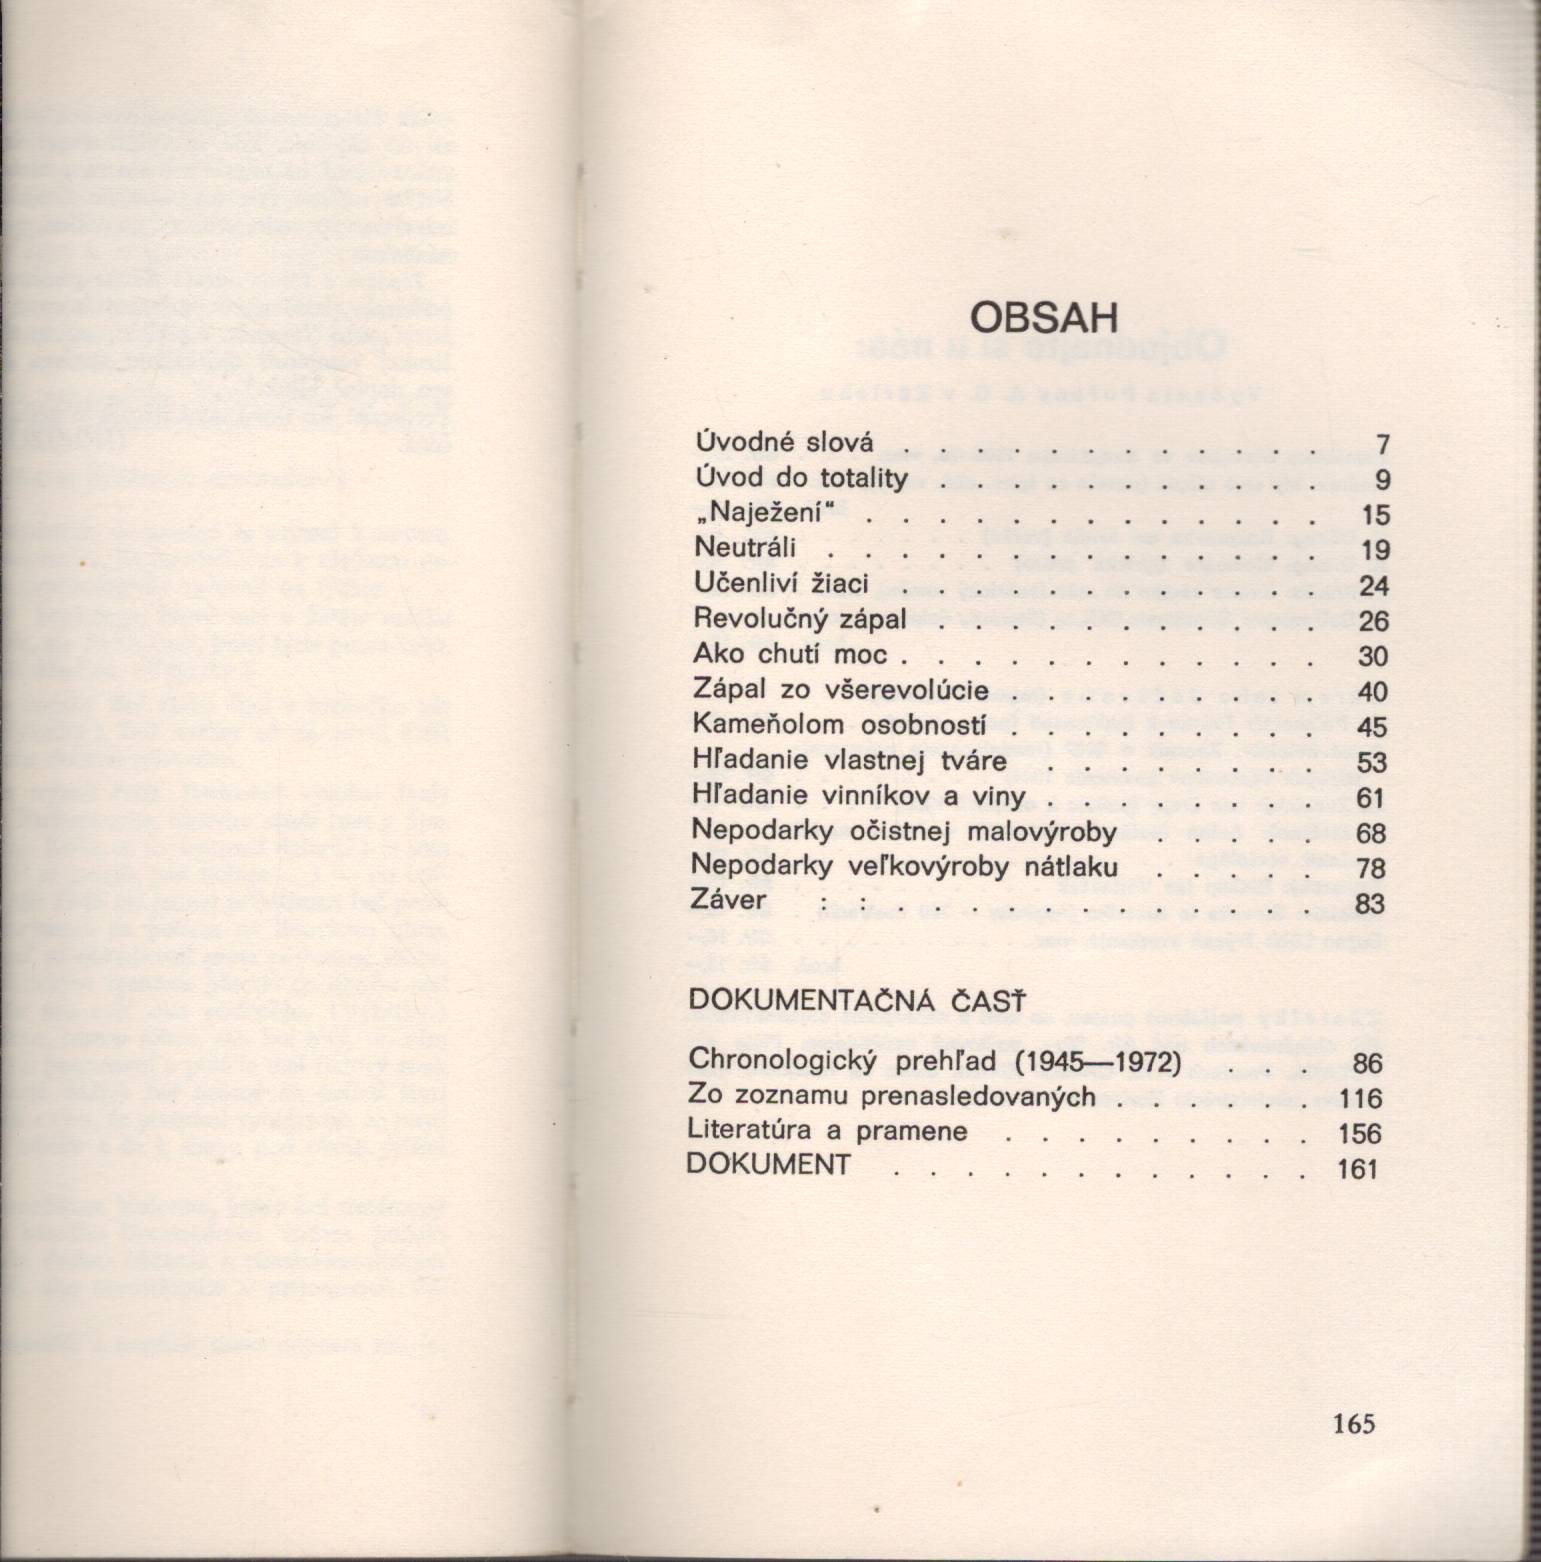 OBSAH
Úvodné slová . . . . . . . . . . . . 7
Úvod do totality . . . . . . . . . . . 9
„Naježení“ . . . . . . . . . . . . . 15
Neutráli . . . . . . . . . . . . . . 19
Učenliví žiaci . . . . . . . . . . . . 24
Revolučný zápal . . . . . . . . . . . 26
Ako chutí moc . . . . . . . . . . . . 30
Zápal zo všerevolúcie . . . . . . . . . 40
Kameňolom osobností . . . . . . . . . 45
Hľadanie vlastnej tváre . . . . . . . . 53
Hľadanie vinníkov a viny . . . . . . . . 61
Nepodarky očistnej malovýroby . . . . . 68
Nepodarky veľkovýroby nátlaku . . . . . 78
Záver : : . . . . . . . . . . . . 83
DOKUMENTAČNÁ ČASŤ
Chronologický prehľad (1945—1972) . . . 86
Zo zoznamu prenasledovaných . . . . . . 116
Literatúra a pramene . . . . . . . . . 156
DOKUMENT . . . . . . . . . . . . 161
165